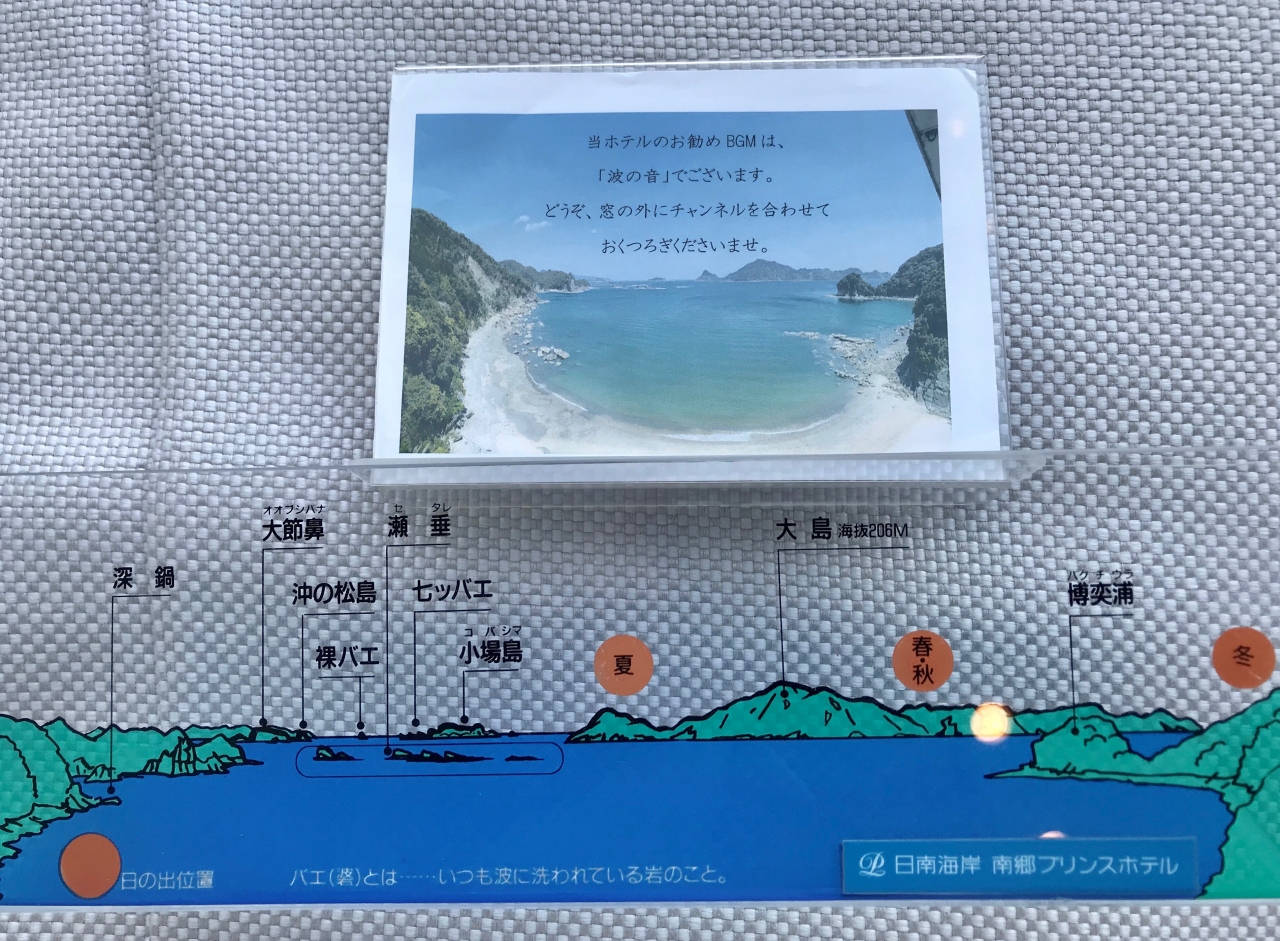 当ホテルのお勧めBGMは、
「波の音」でございます。
どうぞ、窓の外にチャンネルを合わせて
おくつろぎくださいませ。
オオブシバナ
大節鼻
セ タレ
瀬 垂
大島 海抜206M
深鍋
沖の松島
七ッバエ
ハクチウラ
博奕浦
裸バエ
コバシマ
小場島
夏
春・秋
冬
日の出位置
バエ(礬)とは……いつも波に洗われている岩のこと。
日南海岸 南郷プリンスホテル